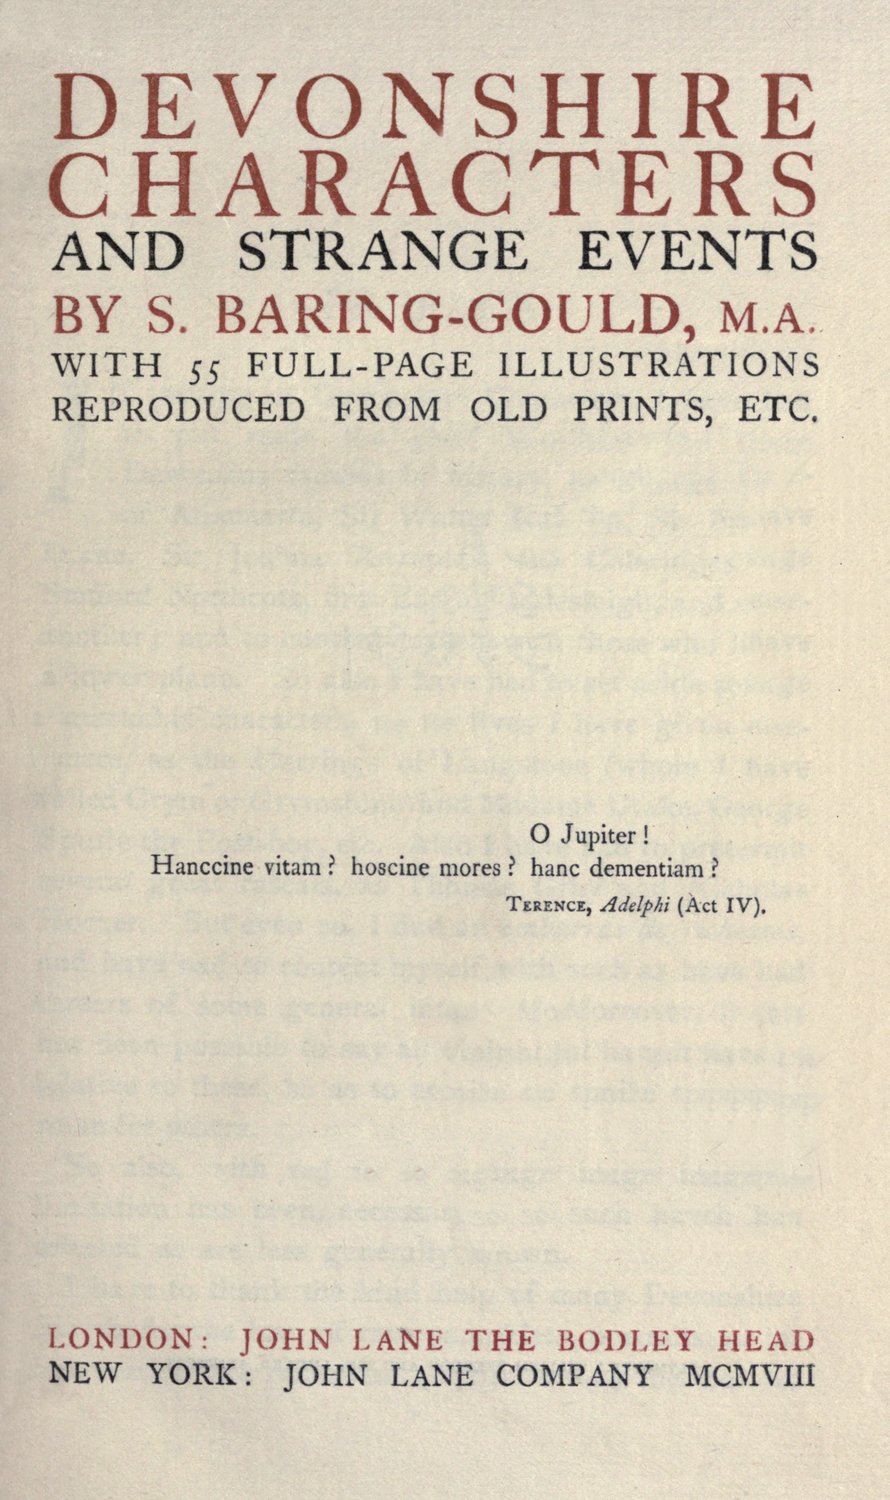 DEVONSHIRE
CHARACTERS
AND STRANGE EVENTS
BY S. BARING-GOULD, M.A.
WITH 55 FULL-PAGE ILLUSTRATIONS
REPRODUCED FROM OLD PRINTS, ETC.
O Jupiter !
Hanccine vitam ? hoscine mores ? hanc dementiam ?
TERENCE, Adelphi (Act IV).
LONDON: JOHN LANE THE BODLEY HEAD
NEW YORK: JOHN LANE COMPANY MCMVIII